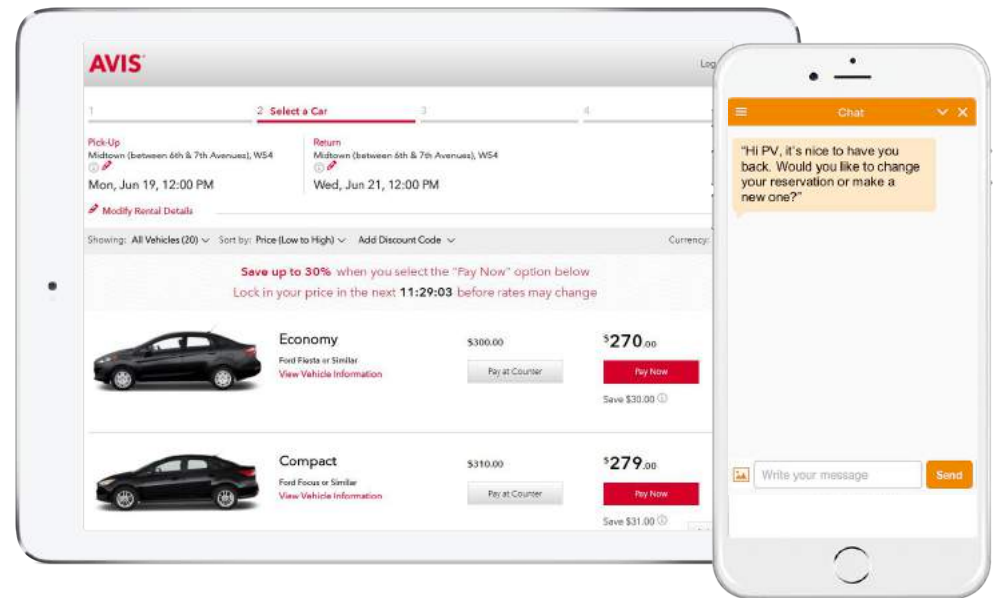 AVIS
Log
1
2 Select a Car
3
4
Pick-Up
Midtown (between 6th & 7th Avenues), W54
Mon, Jun 19, 12:00 PM
Return
Midtown (between 6th & 7th Avenues), W54
Wed, Jun 21, 12:00 PM
Modify Rental Details
Showing: All Vehicles (20) Sort by: Price (Low to High) Add Discount Code Currency:
Save up to 30% when you select the "Pay Now" option below
Lock in your price in the next 11:29:03 before rates may change
Economy
Ford Fiesta or Similar
View Vehicle Information
$300.00
Pay at Counter
$270.00
Pay Now
Save $30.00
Compact
Ford Focus or Similar
View Vehicle Information
$310.00
Pay at Counter
$279.00
Pay Now
Save $31.00
Chat
"Hi PV, it's nice to have you
back. Would you like to change
your reservation or make a
new one?"
Write your message
Send